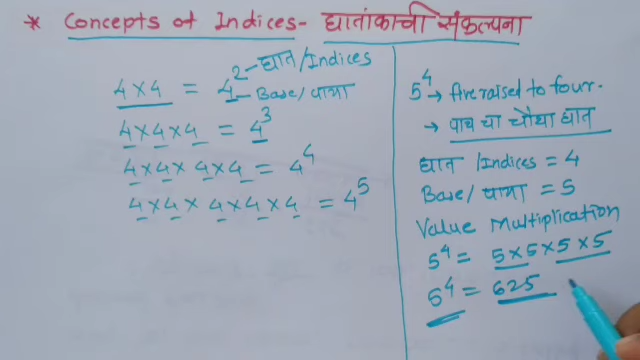 * Concepts of Indices- घातांकाची संकल्पना
4 × 4 = 4² - घात/Indices
- Base/पाया
4 × 4 × 4 = 4³
4 × 4 × 4 × 4 = 4⁴
4 × 4 × 4 × 4 × 4 = 4⁵
5⁴ → five raised to four.
→ पाच चा चौथा घात
घात /Indices = 4
Base/ पाया = 5
Value Multiplication
5⁴ = 5 × 5 × 5 × 5
5⁴ = 625